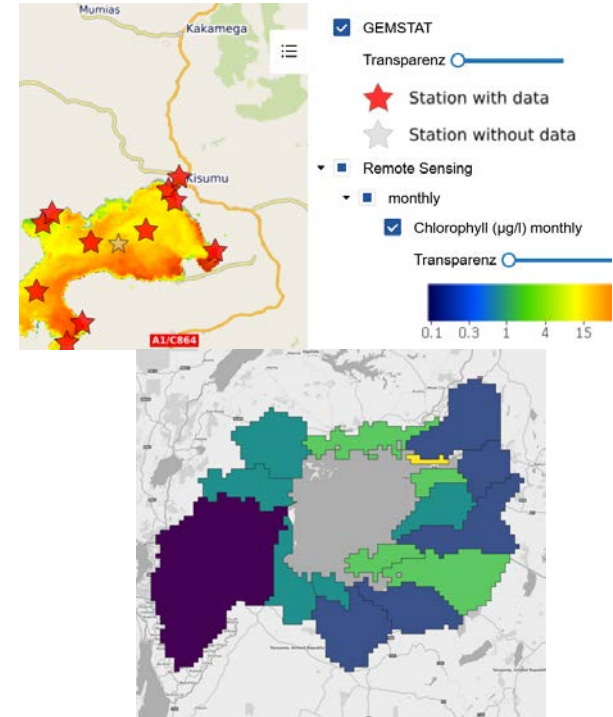 Mumias
Kakamega
Kisumu
A1/C864
GEMSTAT
Transparenz
Station with data
Station without data
Remote Sensing
monthly
Chlorophyll (µg/l) monthly
Transparenz
0.1 0.3 1 4 15